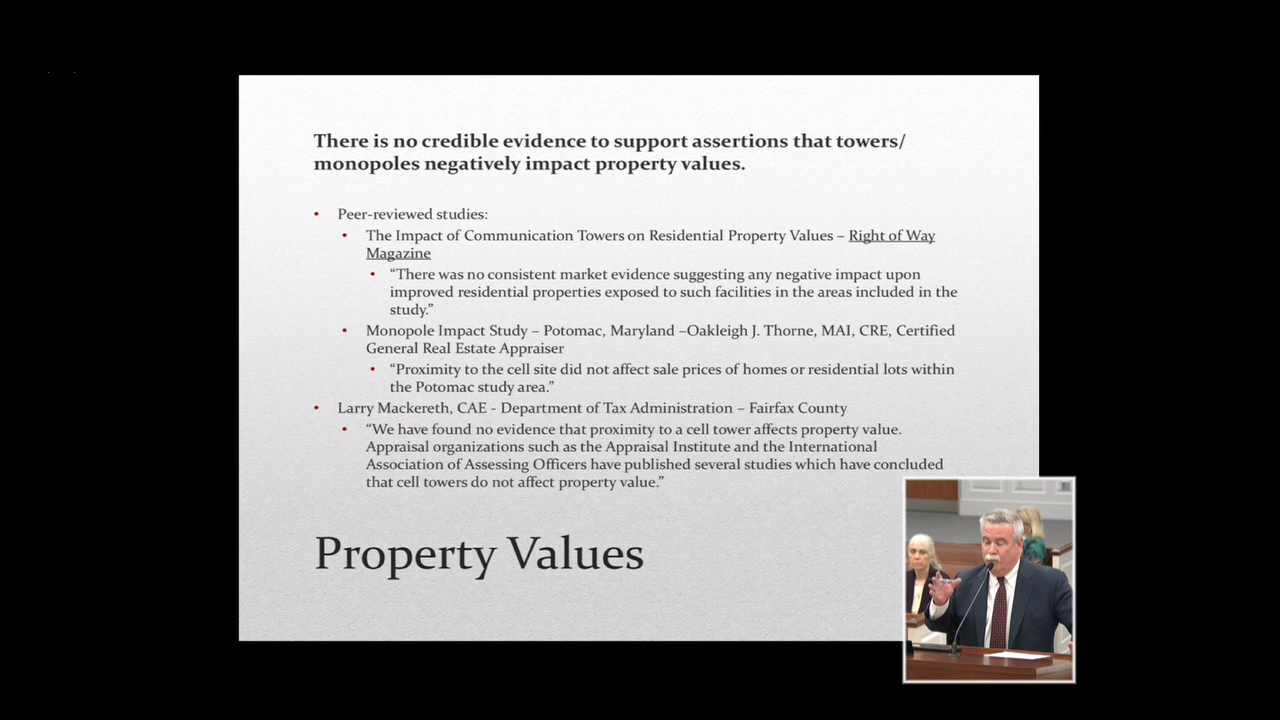 There is no credible evidence to support assertions that towers/
monopoles negatively impact property values.
• Peer-reviewed studies:
• The Impact of Communication Towers on Residential Property Values – Right of Way
Magazine
• “There was no consistent market evidence suggesting any negative impact upon
improved residential properties exposed to such facilities in the areas included in the
study.”
• Monopole Impact Study – Potomac, Maryland –Oakleigh J. Thorne, MAI, CRE, Certified
General Real Estate Appraiser
• “Proximity to the cell site did not affect sale prices of homes or residential lots within
the Potomac study area.”
• Larry Mackereth, CAE - Department of Tax Administration – Fairfax County
• “We have found no evidence that proximity to a cell tower affects property value.
Appraisal organizations such as the Appraisal Institute and the International
Association of Assessing Officers have published several studies which have concluded
that cell towers do not affect property value.”
Property Values